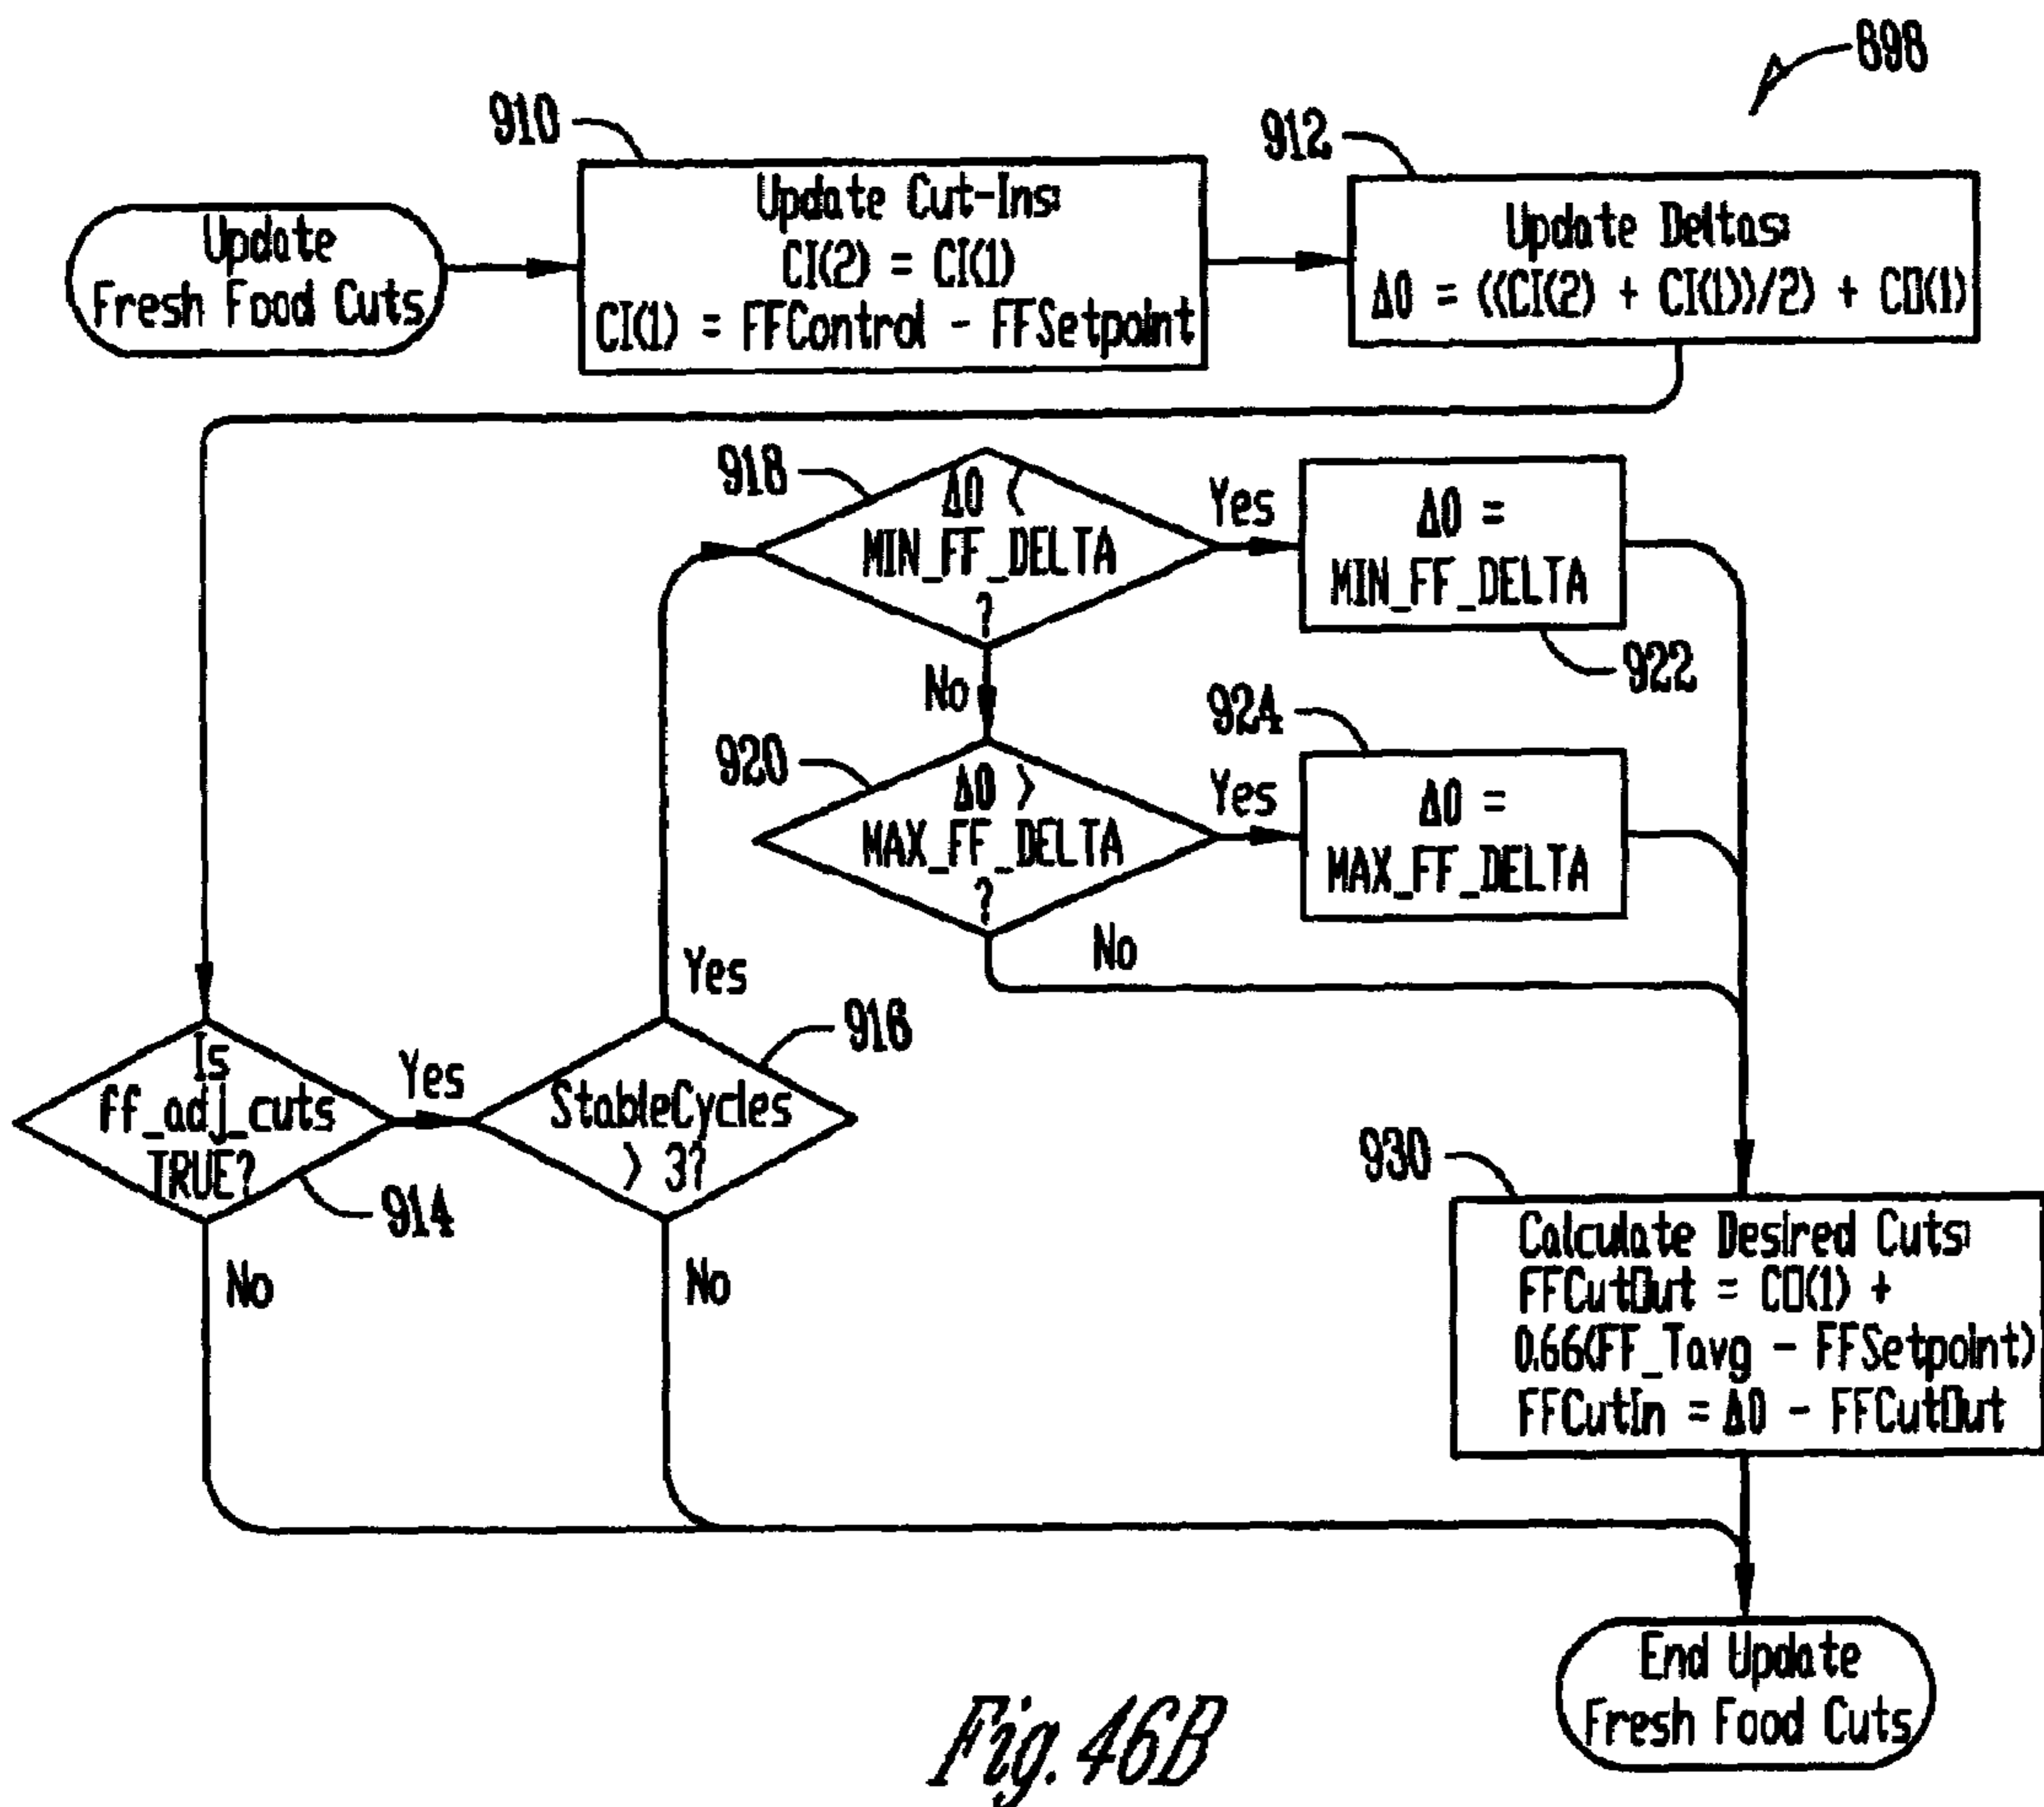 898
910
912
Update
Fresh Food Cuts
Update Cut-Ins:
CI(2) = CI(1)
CI(1) = FFControl - FFSetpoint
Update Deltas:
Δ0 = ((CI(2) + CI(1))/2) + CO(1)
918
Δ0 <
MIN_FF_DELTA
?
Yes
Δ0 =
MIN_FF_DELTA
922
No
924
920
Δ0 >
MAX_FF_DELTA
?
Yes
Δ0 =
MAX_FF_DELTA
No
Yes
916
Is
ff_adj_cuts
TRUE?
Yes
StableCycles
> 3?
914
No
No
930
Calculate Desired Cuts:
FFCutOut = CO(1) +
0.66(FF_Tavg - FFSetpoint)
FFCutIn = Δ0 - FFCutOut
End Update
Fresh Food Cuts
Fig. 46B